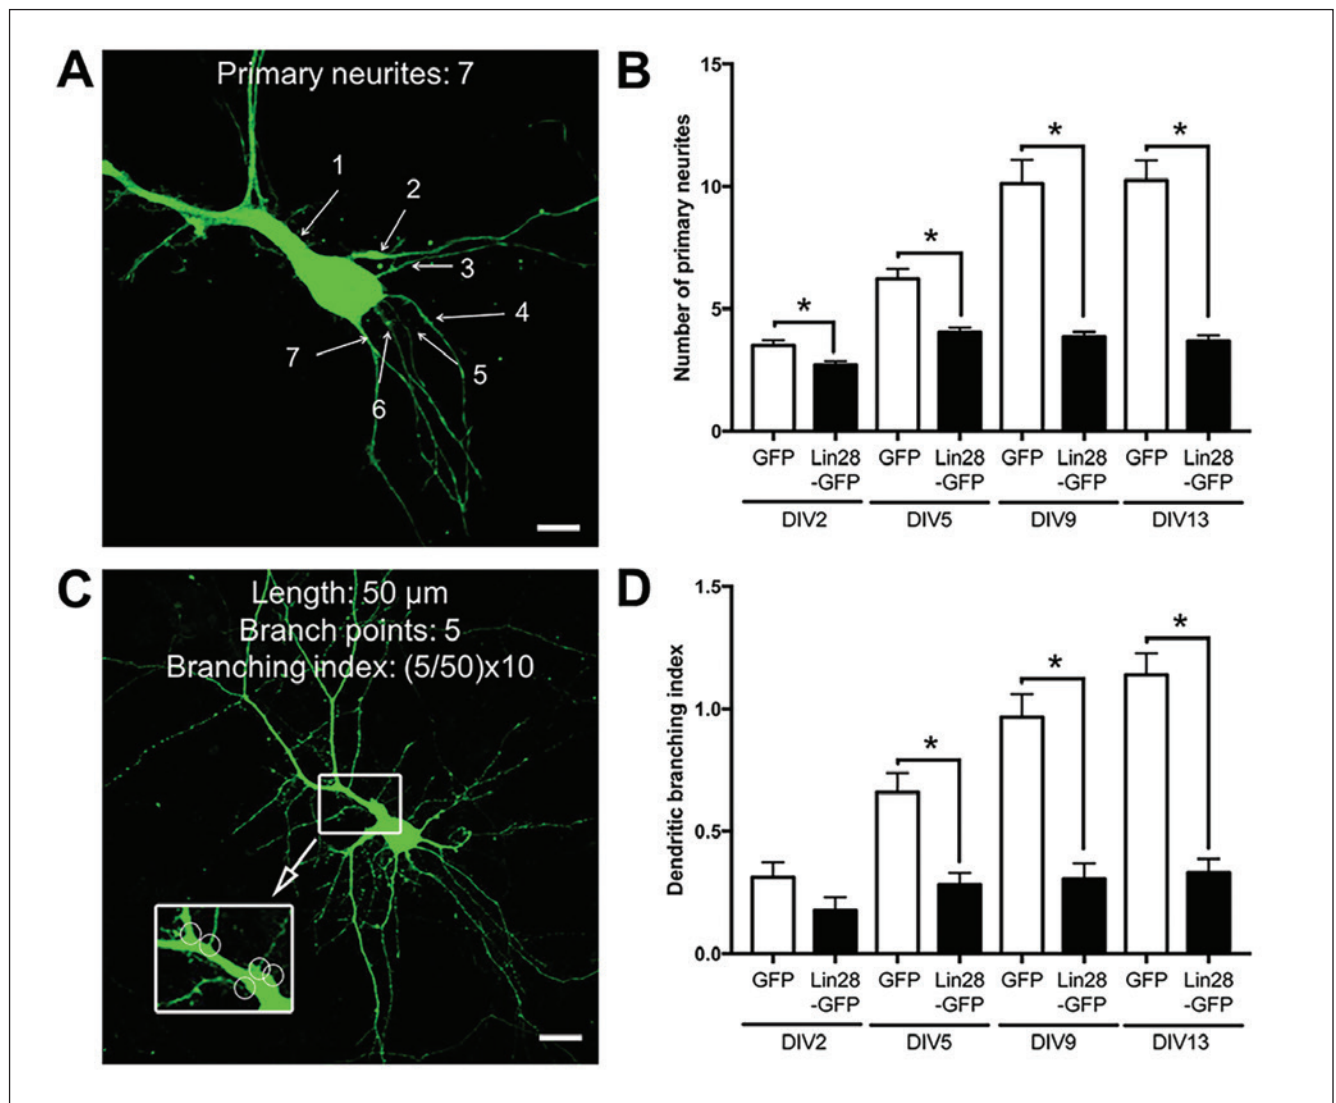 A
Primary neurites: 7
1
2
3
4
5
6
7
B
Number of primary neurites
15
10
5
0
* * * *
GFP Lin28 GFP Lin28 GFP Lin28 GFP Lin28
-GFP -GFP -GFP -GFP
DIV2 DIV5 DIV9 DIV13
C
Length: 50 µm
Branch points: 5
Branching index: (5/50)x10
D
Dendritic branching index
1.5
1.0
0.5
0.0
* * *
GFP Lin28 GFP Lin28 GFP Lin28 GFP Lin28
-GFP -GFP -GFP -GFP
DIV2 DIV5 DIV9 DIV13